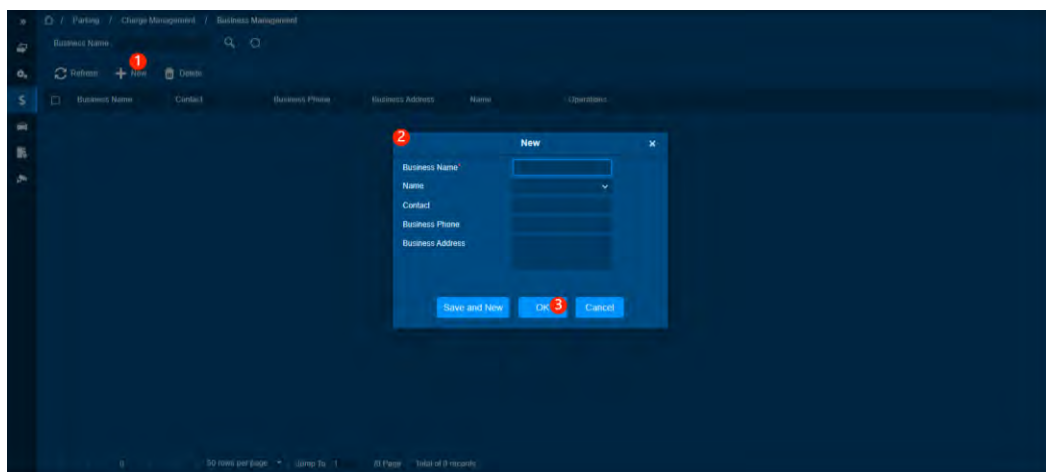 / Parking / Charge Management / Business Management
Business Name
1
Refresh New Delete
Business Name Contact Business Phone Business Address Name Operations
2
New ×
Business Name*
Name
Contact
Business Phone
Business Address
Save and New OK 3 Cancel
0 50 rows per page Jump To 1 /0 Page Total of 0 records